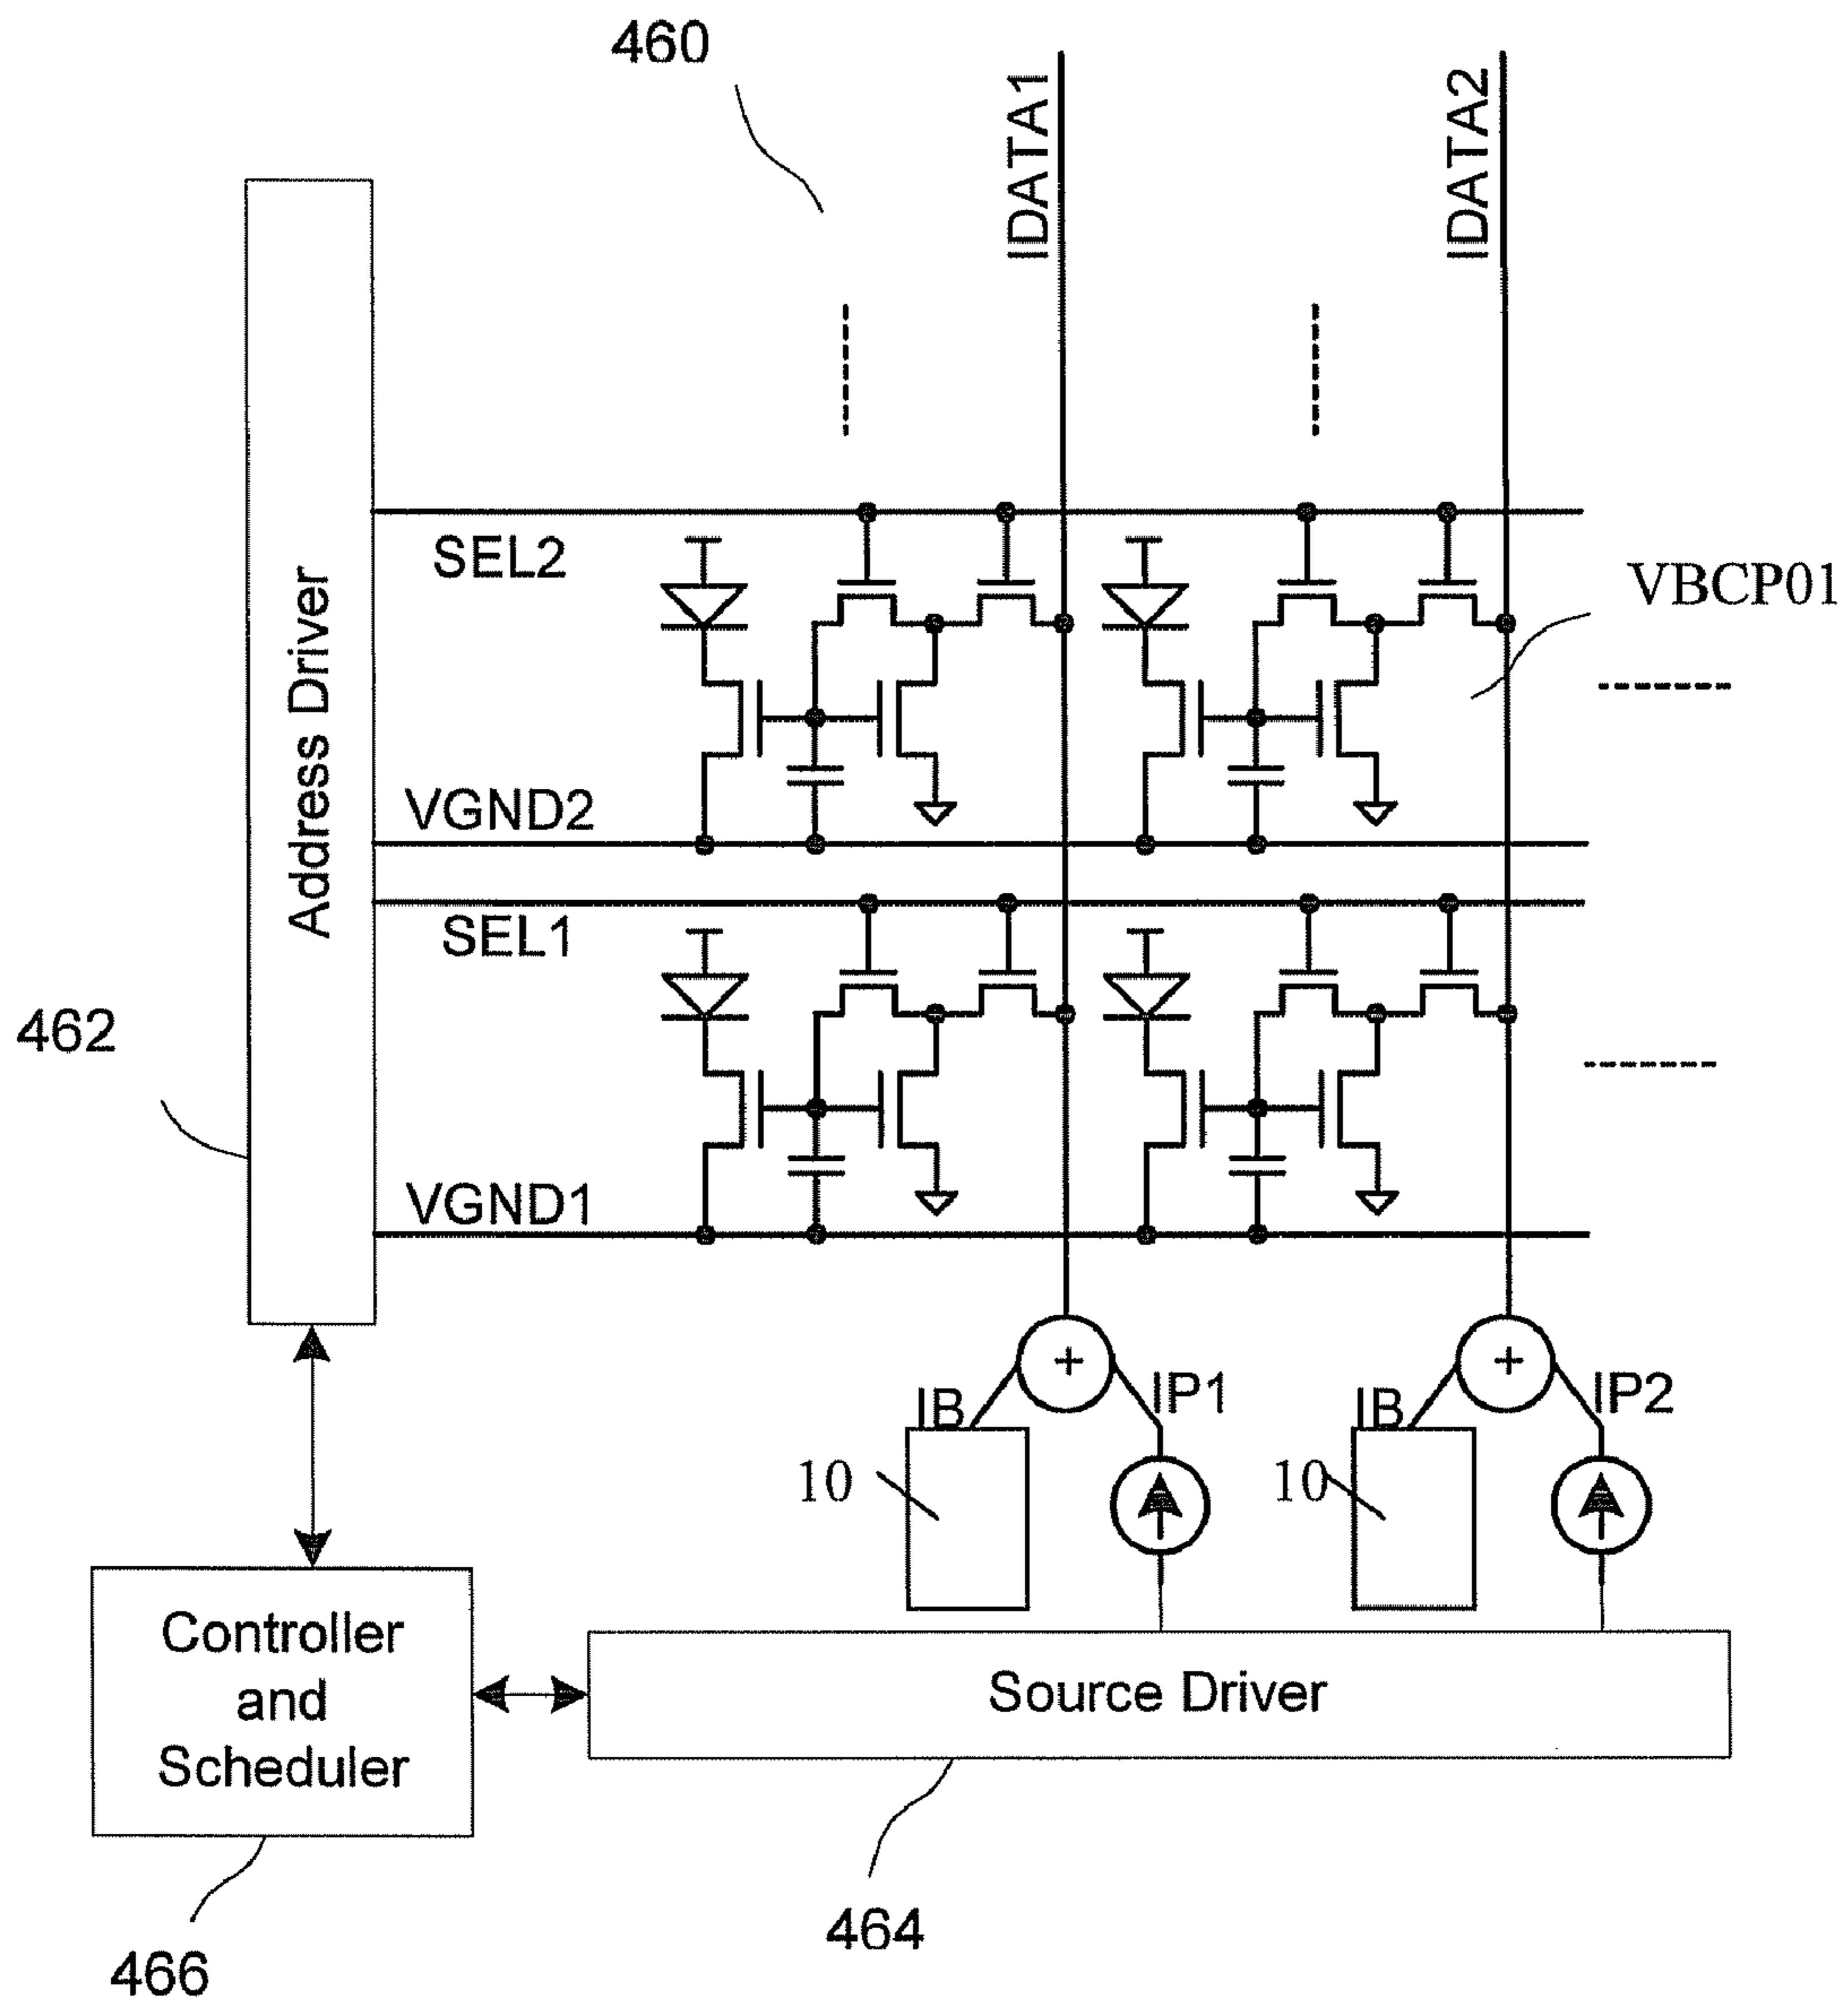 460
IDATA1
IDATA2
SEL2
VBCP01
Address Driver
VGND2
SEL1
462
VGND1
IB
IP1
IB
IP2
10
10
Controller
and
Scheduler
Source Driver
464
466